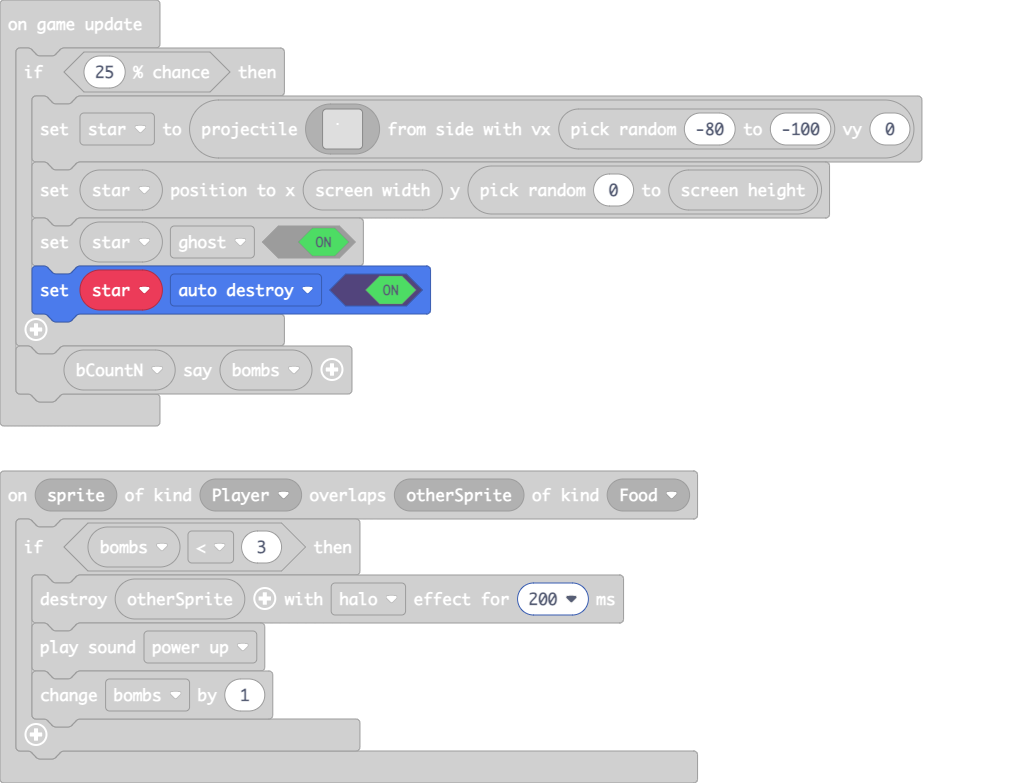 on game update
if 25 % chance then
set star to projectile from side with vx pick random -80 to -100 vy 0
set star position to x screen width y pick random 0 to screen height
set star ghost ON
set star auto destroy ON
bCountN say bombs
on sprite of kind Player overlaps otherSprite of kind Food
if bombs < 3 then
destroy otherSprite with halo effect for 200 ms
play sound power up
change bombs by 1